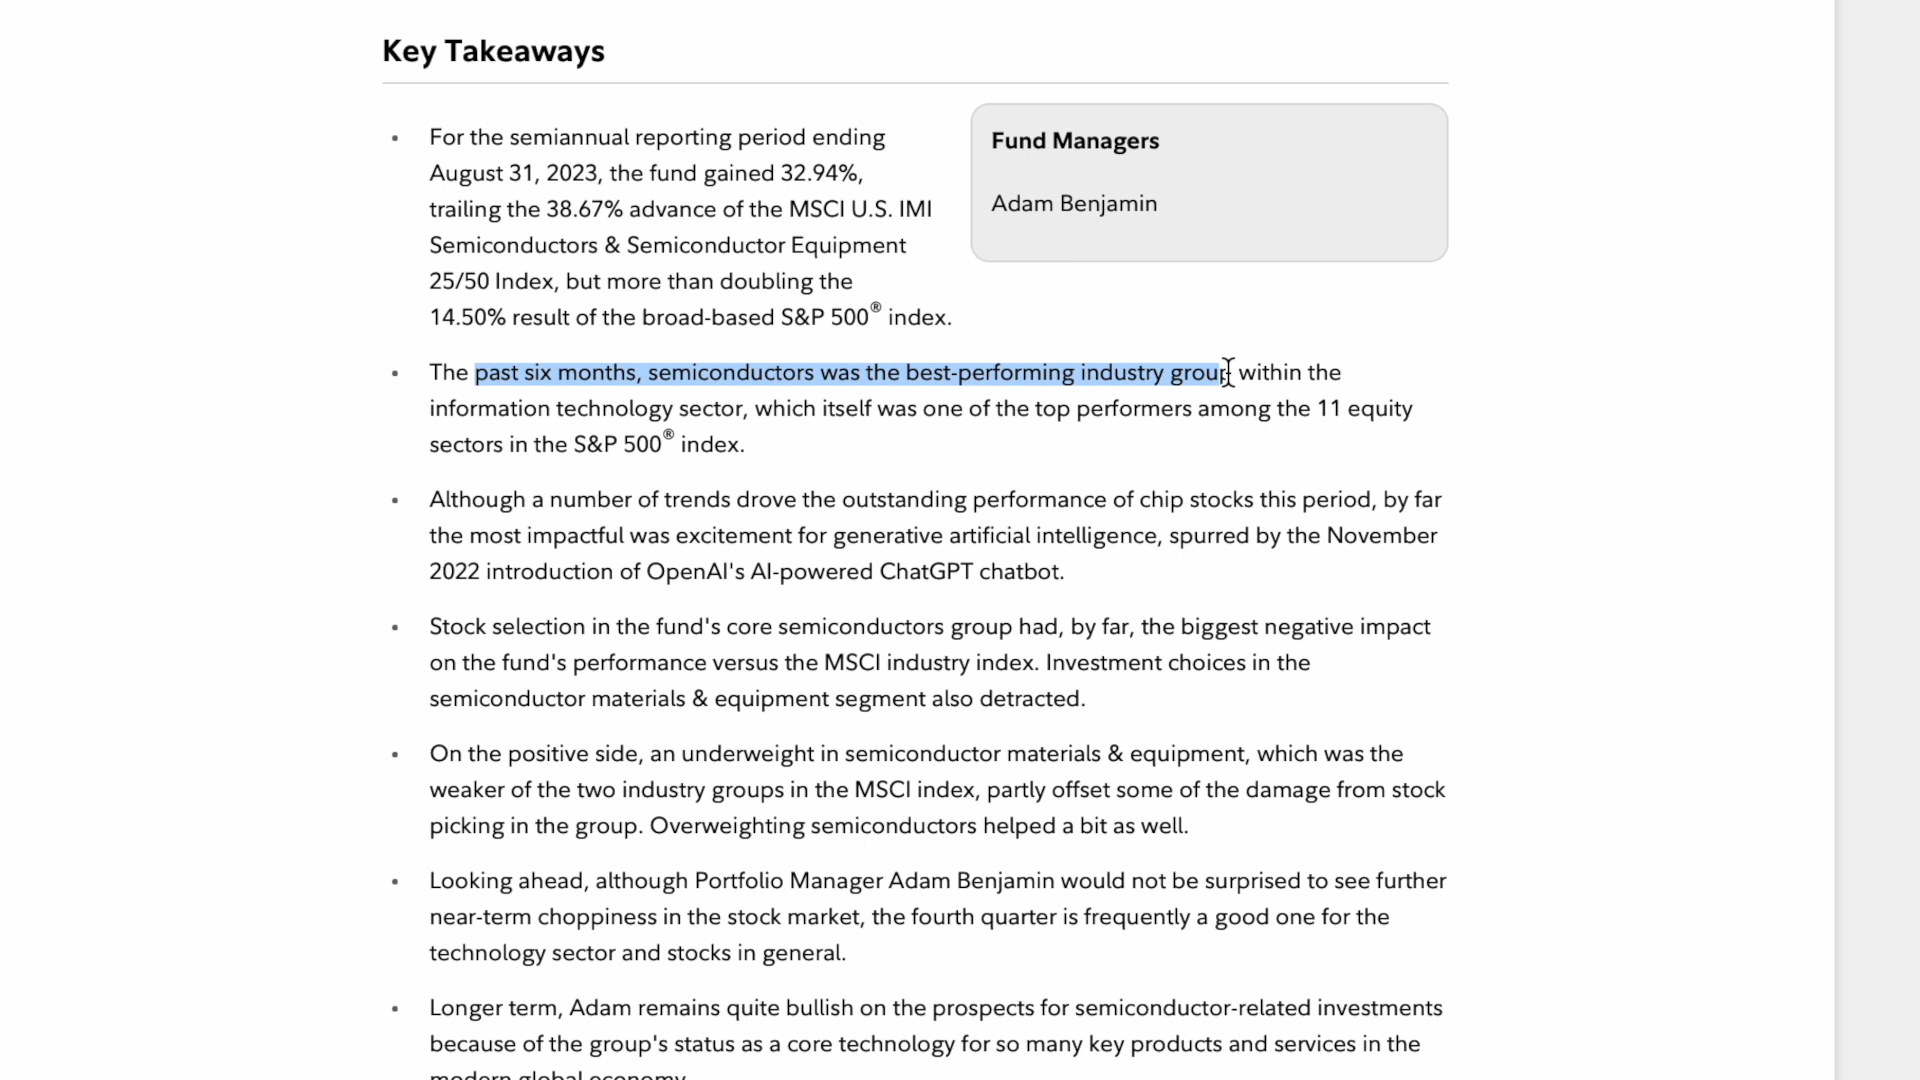 Key Takeaways
For the semiannual reporting period ending
August 31, 2023, the fund gained 32.94%,
trailing the 38.67% advance of the MSCI U.S. IMI
Semiconductors & Semiconductor Equipment
25/50 Index, but more than doubling the
14.50% result of the broad-based S&P 500® index.
Fund Managers
Adam Benjamin
The past six months, semiconductors was the best-performing industry group within the
information technology sector, which itself was one of the top performers among the 11 equity
sectors in the S&P 500® index.
Although a number of trends drove the outstanding performance of chip stocks this period, by far
the most impactful was excitement for generative artificial intelligence, spurred by the November
2022 introduction of OpenAI's AI-powered ChatGPT chatbot.
Stock selection in the fund's core semiconductors group had, by far, the biggest negative impact
on the fund's performance versus the MSCI industry index. Investment choices in the
semiconductor materials & equipment segment also detracted.
On the positive side, an underweight in semiconductor materials & equipment, which was the
weaker of the two industry groups in the MSCI index, partly offset some of the damage from stock
picking in the group. Overweighting semiconductors helped a bit as well.
Looking ahead, although Portfolio Manager Adam Benjamin would not be surprised to see further
near-term choppiness in the stock market, the fourth quarter is frequently a good one for the
technology sector and stocks in general.
Longer term, Adam remains quite bullish on the prospects for semiconductor-related investments
because of the group's status as a core technology for so many key products and services in the
modern global economy.